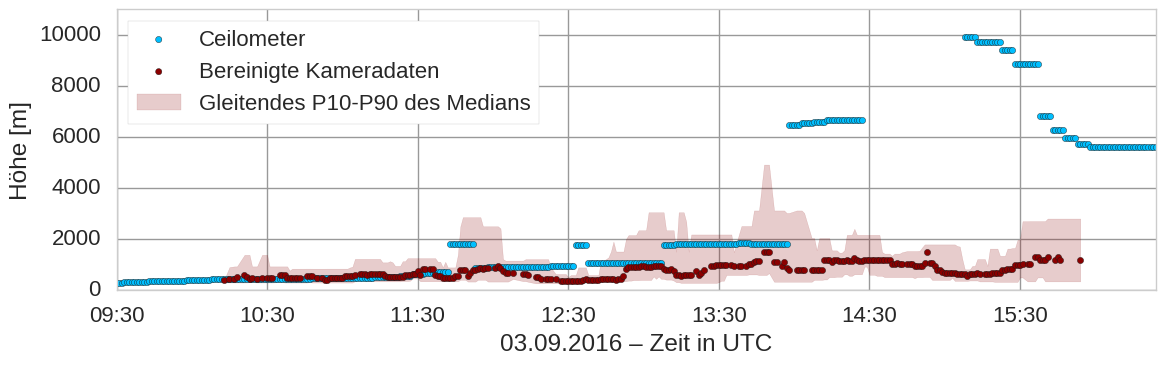 10000
8000
6000
4000
2000
0
Höhe [m]
Ceilometer
Bereinigte Kameradaten
Gleitendes P10-P90 des Medians
09:30 10:30 11:30 12:30 13:30 14:30 15:30
03.09.2016 – Zeit in UTC